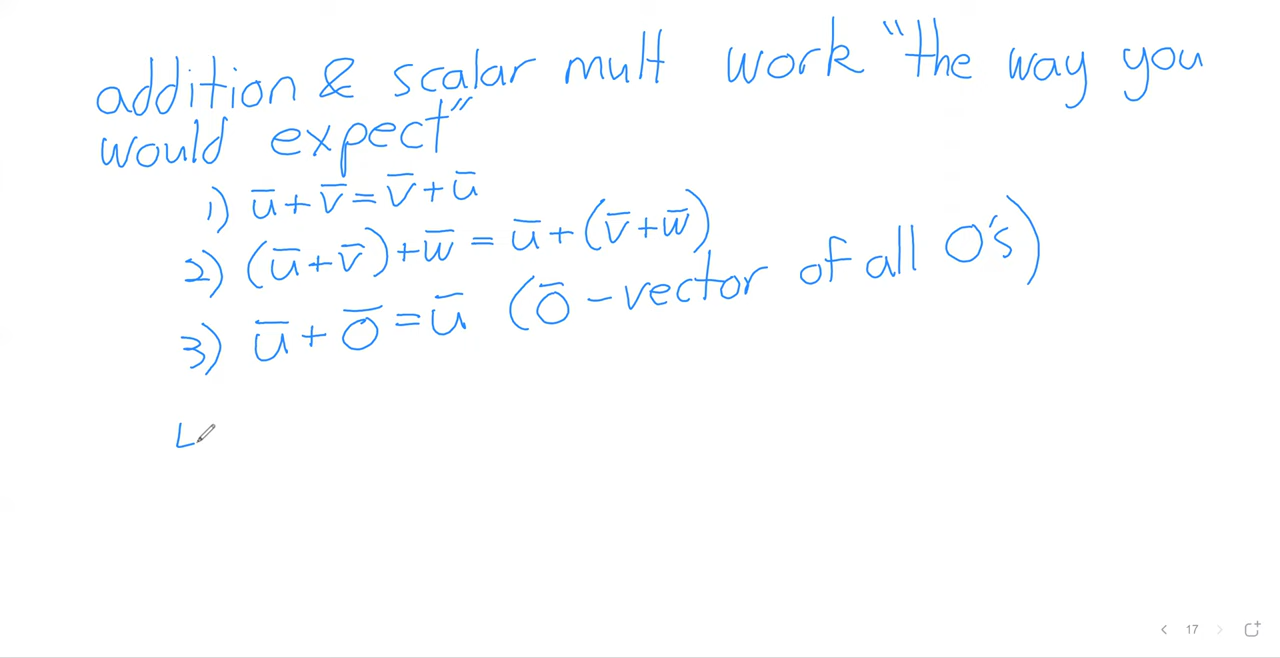 addition & scalar mult work "the way you
would expect"
1) ū + v̄ = v̄ + ū
2) (ū + v̄) + w̄ = ū + (v̄ + w̄)
3) ū + 0̄ = ū (0̄ - vector of all 0's)
17